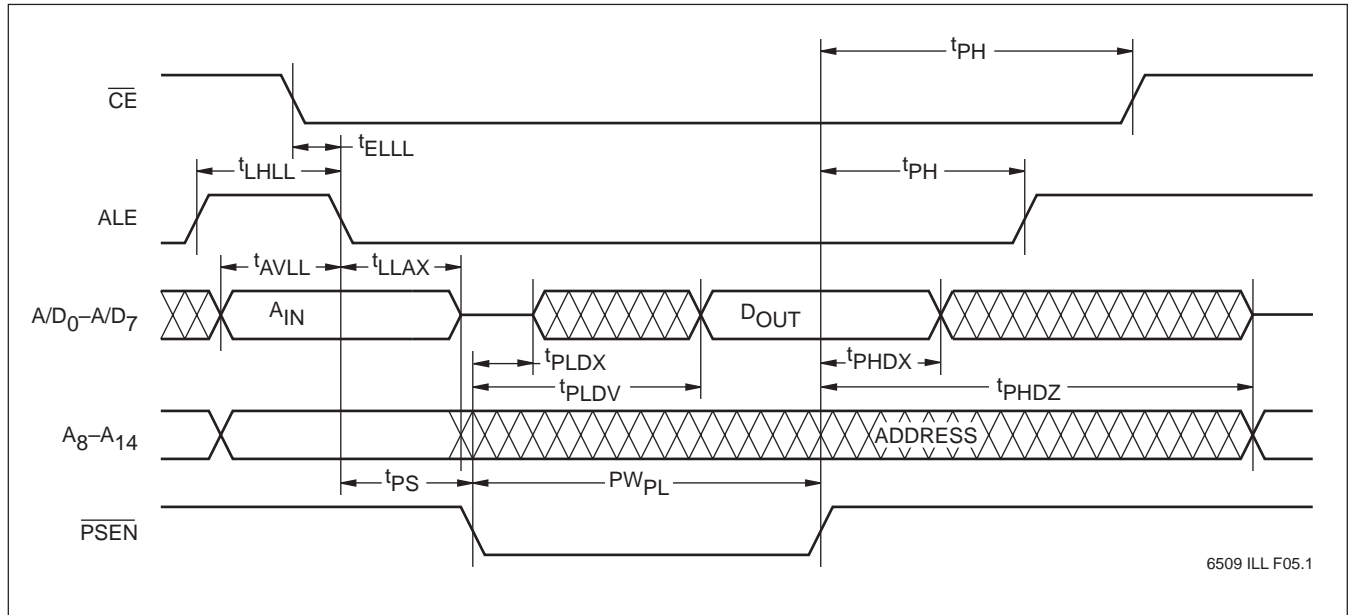 tPH
CE
tELLL
tLHLL
tPH
ALE
tAVLL
tLLAX
A/D0–A/D7
AIN
DOUT
tPLDX
tPHDX
tPLDV
tPHDZ
A8–A14
ADDRESS
tPS
PWPL
PSEN
6509 ILL F05.1